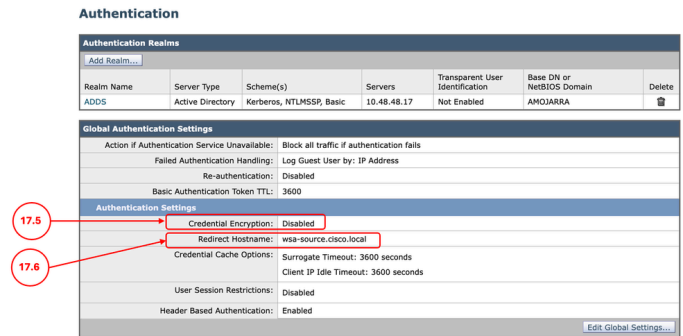 Authentication
Authentication Realms
Add Realm...
Realm Name Server Type Scheme(s) Servers Transparent User Identification Base DN or NetBIOS Domain Delete
ADDS Active Directory Kerberos, NTLMSSP, Basic 10.48.48.17 Not Enabled AMOJARRA
Global Authentication Settings
Action if Authentication Service Unavailable: Block all traffic if authentication fails
Failed Authentication Handling: Log Guest User by: IP Address
Re-authentication: Disabled
Basic Authentication Token TTL: 3600
Authentication Settings
17.5 Credential Encryption: Disabled
Redirect Hostname: wsa-source.cisco.local
17.6 Credential Cache Options: Surrogate Timeout: 3600 seconds
Client IP Idle Timeout: 3600 seconds
User Session Restrictions: Disabled
Header Based Authentication: Enabled
Edit Global Settings...